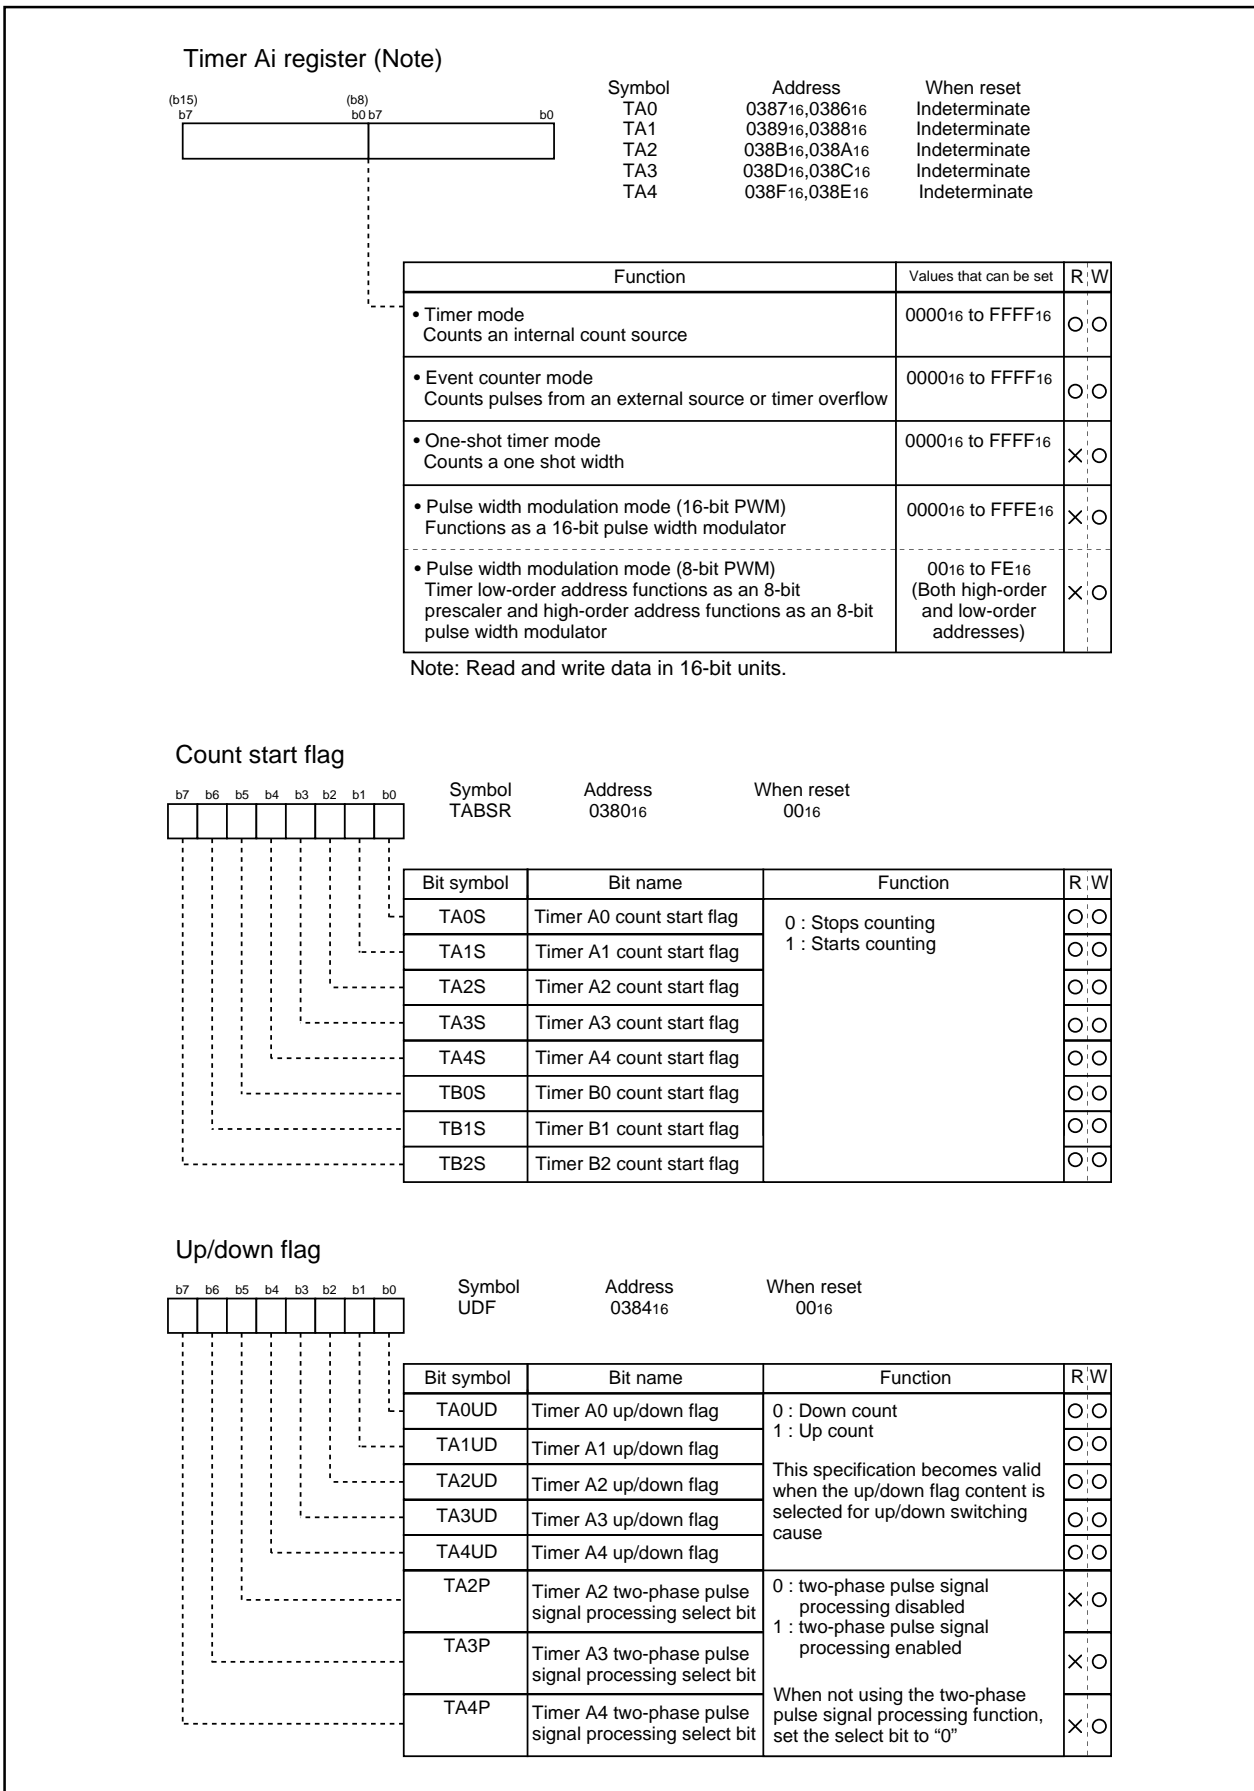 Timer Ai register (Note)
Symbol Address When reset
(b15) (b8)
b7 b0 b7 b0
TA0 038716,038616 Indeterminate
TA1 038916,038816 Indeterminate
TA2 038B16,038A16 Indeterminate
TA3 038D16,038C16 Indeterminate
TA4 038F16,038E16 Indeterminate
Function Values that can be set R W
• Timer mode 000016 to FFFF16 O O
Counts an internal count source
• Event counter mode 000016 to FFFF16 O O
Counts pulses from an external source or timer overflow
• One-shot timer mode 000016 to FFFF16 X O
Counts a one shot width
• Pulse width modulation mode (16-bit PWM) 000016 to FFFE16 X O
Functions as a 16-bit pulse width modulator
• Pulse width modulation mode (8-bit PWM) 0016 to FE16
Timer low-order address functions as an 8-bit (Both high-order X O
prescaler and high-order address functions as an 8-bit and low-order
pulse width modulator addresses)
Note: Read and write data in 16-bit units.
Count start flag
b7 b6 b5 b4 b3 b2 b1 b0
Symbol Address When reset
TABSR 038016 0016
Bit symbol Bit name Function R W
TA0S Timer A0 count start flag 0 : Stops counting O O
TA1S Timer A1 count start flag 1 : Starts counting O O
TA2S Timer A2 count start flag O O
TA3S Timer A3 count start flag O O
TA4S Timer A4 count start flag O O
TB0S Timer B0 count start flag O O
TB1S Timer B1 count start flag O O
TB2S Timer B2 count start flag O O
Up/down flag
b7 b6 b5 b4 b3 b2 b1 b0
Symbol Address When reset
UDF 038416 0016
Bit symbol Bit name Function R W
TA0UD Timer A0 up/down flag 0 : Down count O O
TA1UD Timer A1 up/down flag 1 : Up count O O
TA2UD Timer A2 up/down flag This specification becomes valid O O
when the up/down flag content is
TA3UD Timer A3 up/down flag selected for up/down switching O O
cause
TA4UD Timer A4 up/down flag O O
TA2P Timer A2 two-phase pulse 0 : two-phase pulse signal X O
signal processing select bit processing disabled
1 : two-phase pulse signal
TA3P Timer A3 two-phase pulse processing enabled X O
signal processing select bit
When not using the two-phase
TA4P Timer A4 two-phase pulse pulse signal processing function, X O
signal processing select bit set the select bit to “0”